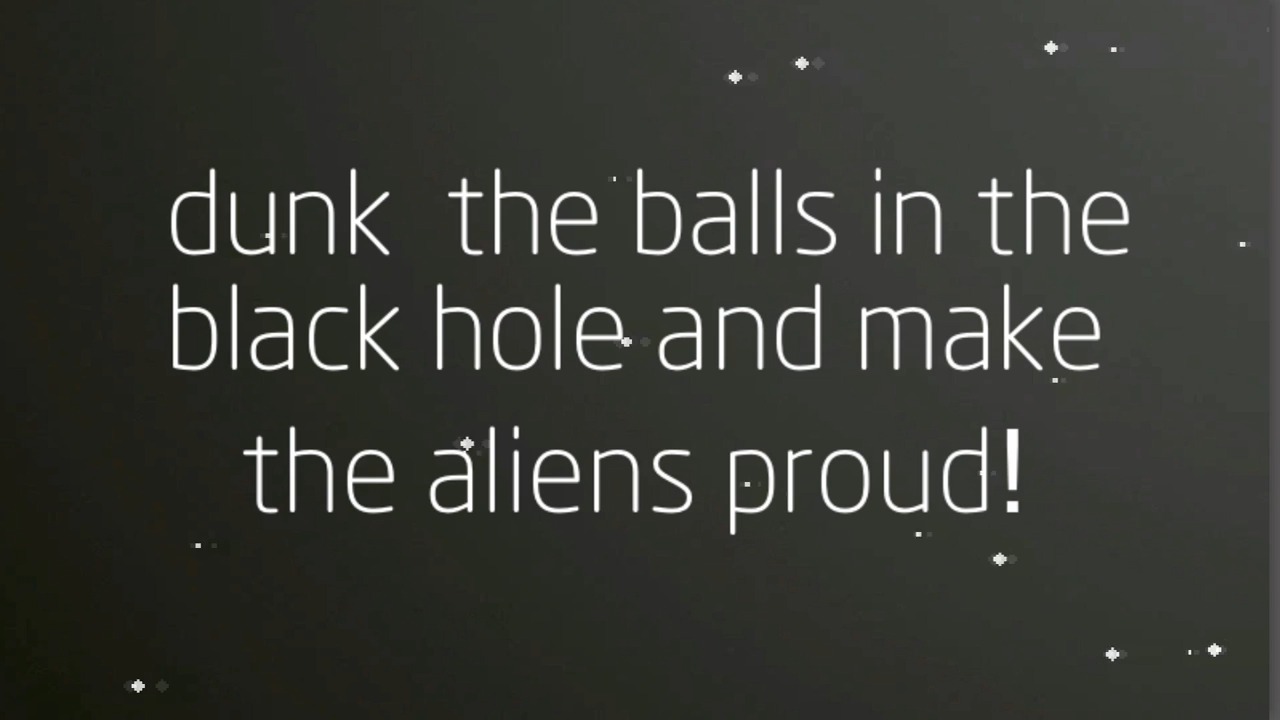 dunk  the balls in the
black hole and make
the aliens proud!